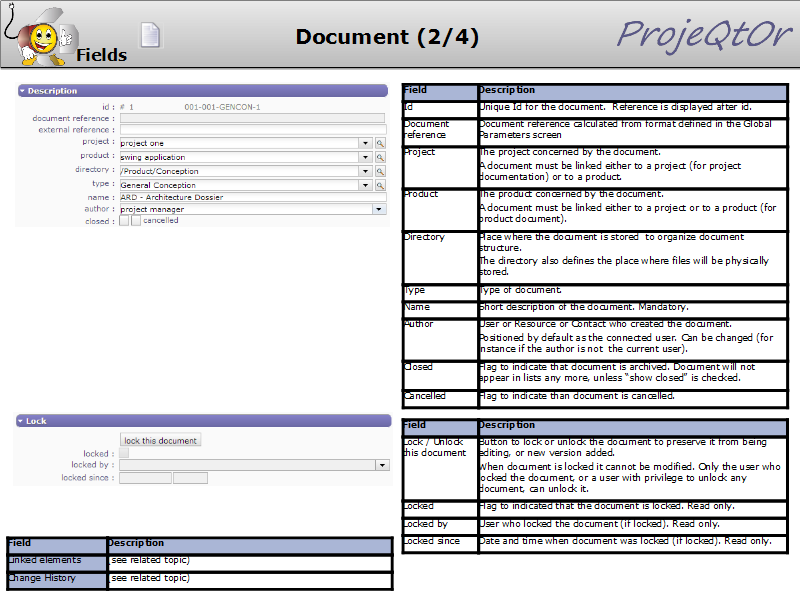 Fields
Document (2/4)
ProjeQtOr
Description
id : # 1 001-001-GENCON-1
document reference :
external reference :
project : project one
product : swing application
directory : /Product/Conception
type : General Conception
name : ARD - Architecture Dossier
author : project manager
closed : cancelled
Field Description
Id Unique Id for the document. Reference is displayed after id.
Document Document reference calculated from format defined in the Global
reference Parameters screen
Project The project concerned by the document.
A document must be linked either to a project (for project
documentation) or to a product.
Product The product concerned by the document.
A document must be linked either to a project or to a product (for
product document).
Directory Place where the document is stored to organize document
structure.
The directory also defines the place where files will be physically
stored.
Type Type of document.
Name Short description of the document. Mandatory.
Author User or Resource or Contact who created the document.
Positioned by default as the connected user. Can be changed (for
instance if the author is not the current user).
Closed Flag to indicate that document is archived. Document will not
appear in lists any more, unless “show closed” is checked.
Cancelled Flag to indicate than document is cancelled.
Lock
lock this document
locked :
locked by :
locked since :
Field Description
Lock / Unlock Button to lock or unlock the document to preserve it from being
this document editing, or new version added.
When document is locked it cannot be modified. Only the user who
locked the document, or a user with privilege to unlock any
document, can unlock it.
Locked Flag to indicated that the document is locked. Read only.
Locked by User who locked the document (if locked). Read only.
Locked since Date and time when document was locked (if locked). Read only.
Field Description
Linked elements (see related topic)
Change History (see related topic)